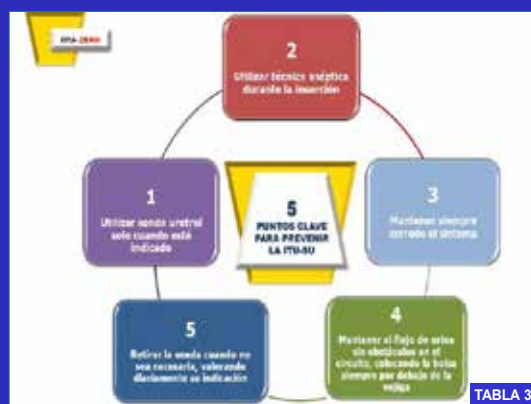 ITU-ZERO
2
Utilizar técnica aséptica
durante la inserción
1
Utilizar sonda uretral
solo cuando esté
indicado
5
PUNTOS CLAVE
PARA PREVENIR
LA ITU-SU
3
Mantener siempre
cerrado el sistema
5
Retirar la sonda cuando no
sea necesaria, valorando
diariamente su indicación
4
Mantener el flujo de orina
sin obstáculos en el
circuito, colocando la bolsa
siempre por debajo de la
vejiga
TABLA 3